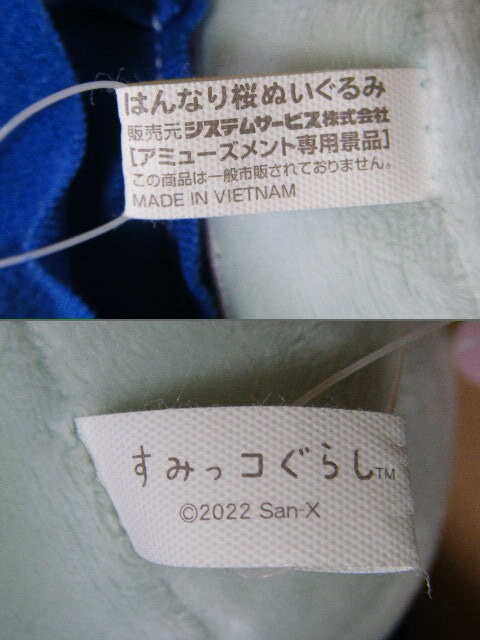 はんなり桜ぬいぐるみ
販売元システムサービス株式会社
[アミューズメント専用景品]
この商品は一般市販されておりません。
MADE IN VIETNAM
すみっコぐらし™
©2022 San-X